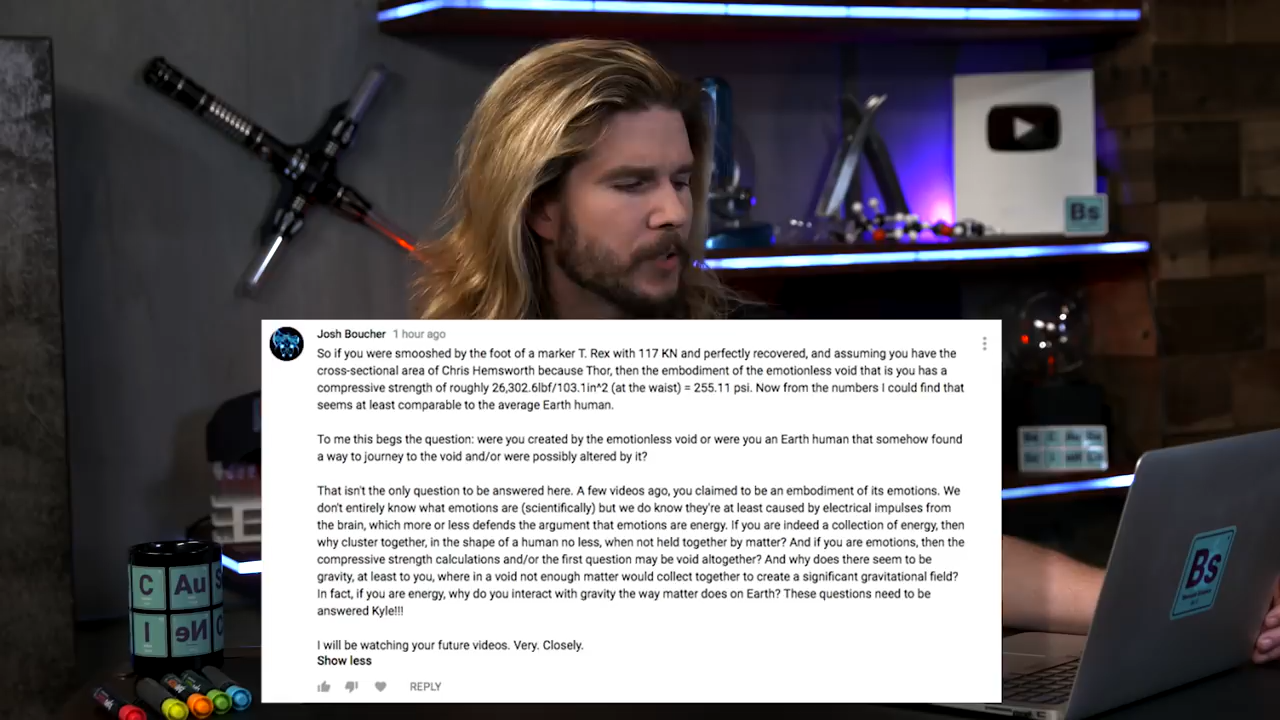 Bs
Josh Boucher 1 hour ago
So if you were smooshed by the foot of a marker T. Rex with 117 KN and perfectly recovered, and assuming you have the
cross-sectional area of Chris Hemsworth because Thor, then the embodiment of the emotionless void that is you has a
compressive strength of roughly 26,302.6lbf/103.1in^2 (at the waist) = 255.11 psi. Now from the numbers I could find that
seems at least comparable to the average Earth human.
To me this begs the question: were you created by the emotionless void or were you an Earth human that somehow found
a way to journey to the void and/or were possibly altered by it?
That isn't the only question to be answered here. A few videos ago, you claimed to be an embodiment of its emotions. We
don't entirely know what emotions are (scientifically) but we do know they're at least caused by electrical impulses from
the brain, which more or less defends the argument that emotions are energy. If you are indeed a collection of energy, then
why cluster together, in the shape of a human no less, when not held together by matter? And if you are emotions, then the
compressive strength calculations and/or the first question may be void altogether? And why does there seem to be
gravity, at least to you, where in a void not enough matter would collect together to create a significant gravitational field?
In fact, if you are energy, why do you interact with gravity the way matter does on Earth? These questions need to be
answered Kyle!!!
I will be watching your future videos. Very. Closely.
Show less
REPLY
C Au S
I Ne
Bs